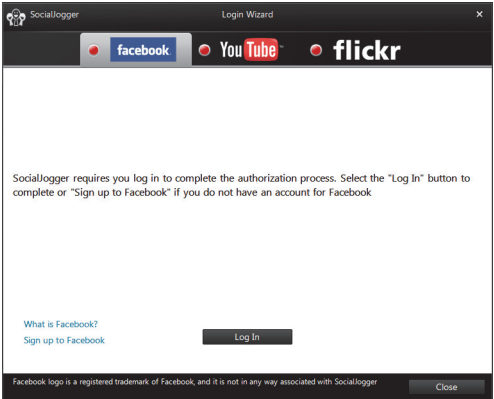 SocialJogger
Login Wizard
facebook
YouTube
flickr
SocialJogger requires you log in to complete the authorization process. Select the "Log In" button to
complete or "Sign up to Facebook" if you do not have an account for Facebook
What is Facebook?
Sign up to Facebook
Log In
Facebook logo is a registered trademark of Facebook, and it is not in any way associated with SocialJogger
Close